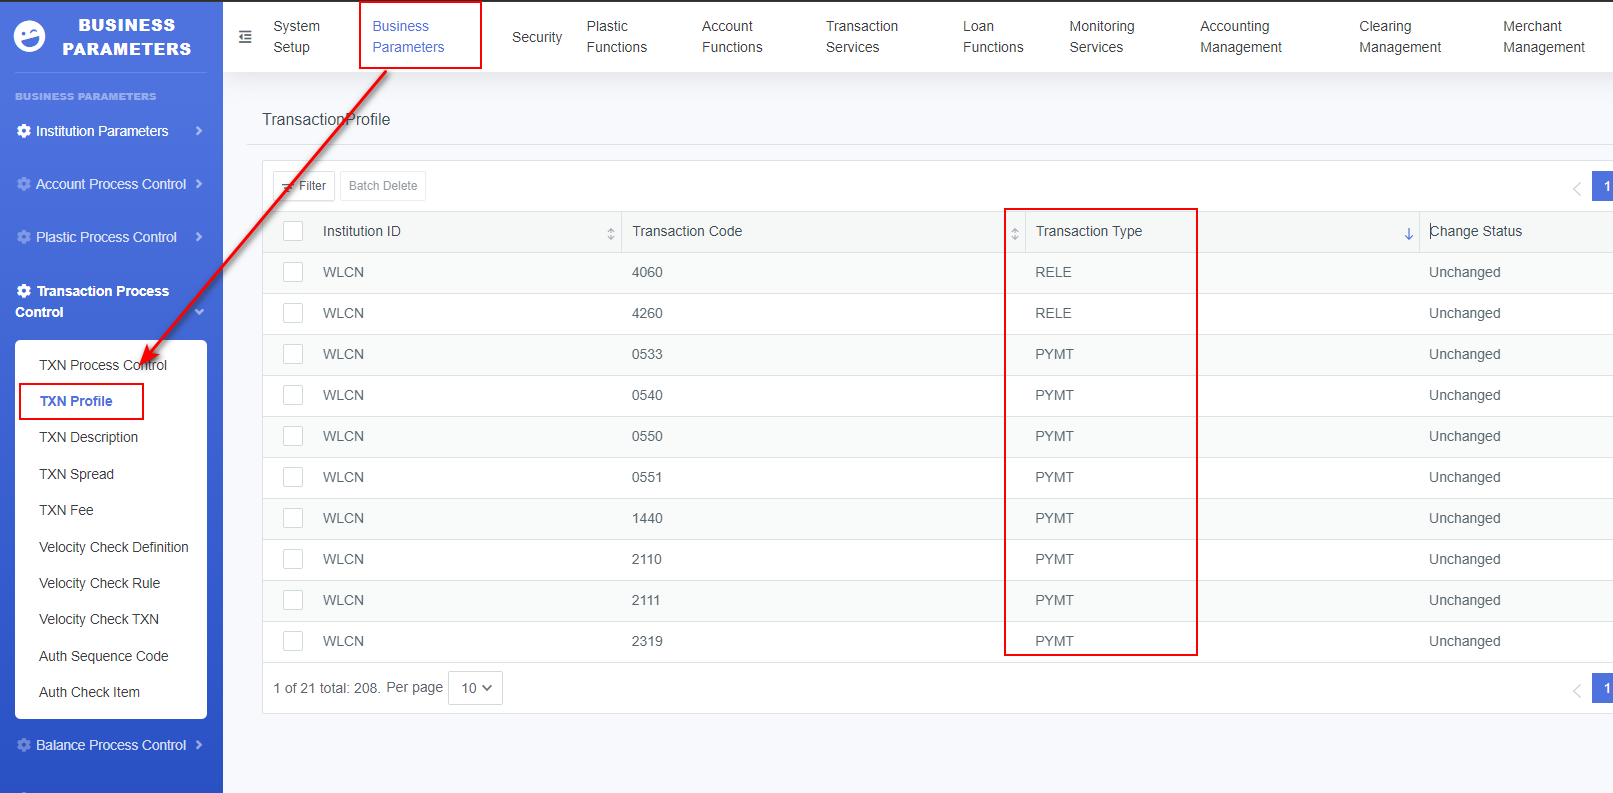 BUSINESS
PARAMETERS
System
Setup
Business
Parameters
Security
Plastic
Functions
Account
Functions
Transaction
Services
Loan
Functions
Monitoring
Services
Accounting
Management
Clearing
Management
Merchant
Management
BUSINESS PARAMETERS
Institution Parameters
Account Process Control
Plastic Process Control
Transaction Process
Control
TXN Process Control
TXN Profile
TXN Description
TXN Spread
TXN Fee
Velocity Check Definition
Velocity Check Rule
Velocity Check TXN
Auth Sequence Code
Auth Check Item
Balance Process Control
TransactionProfile
Filter Batch Delete
1
Institution ID Transaction Code Transaction Type Change Status
WLCN 4060 RELE Unchanged
WLCN 4260 RELE Unchanged
WLCN 0533 PYMT Unchanged
WLCN 0540 PYMT Unchanged
WLCN 0550 PYMT Unchanged
WLCN 0551 PYMT Unchanged
WLCN 1440 PYMT Unchanged
WLCN 2110 PYMT Unchanged
WLCN 2111 PYMT Unchanged
WLCN 2319 PYMT Unchanged
1 of 21 total: 208. Per page 10
1